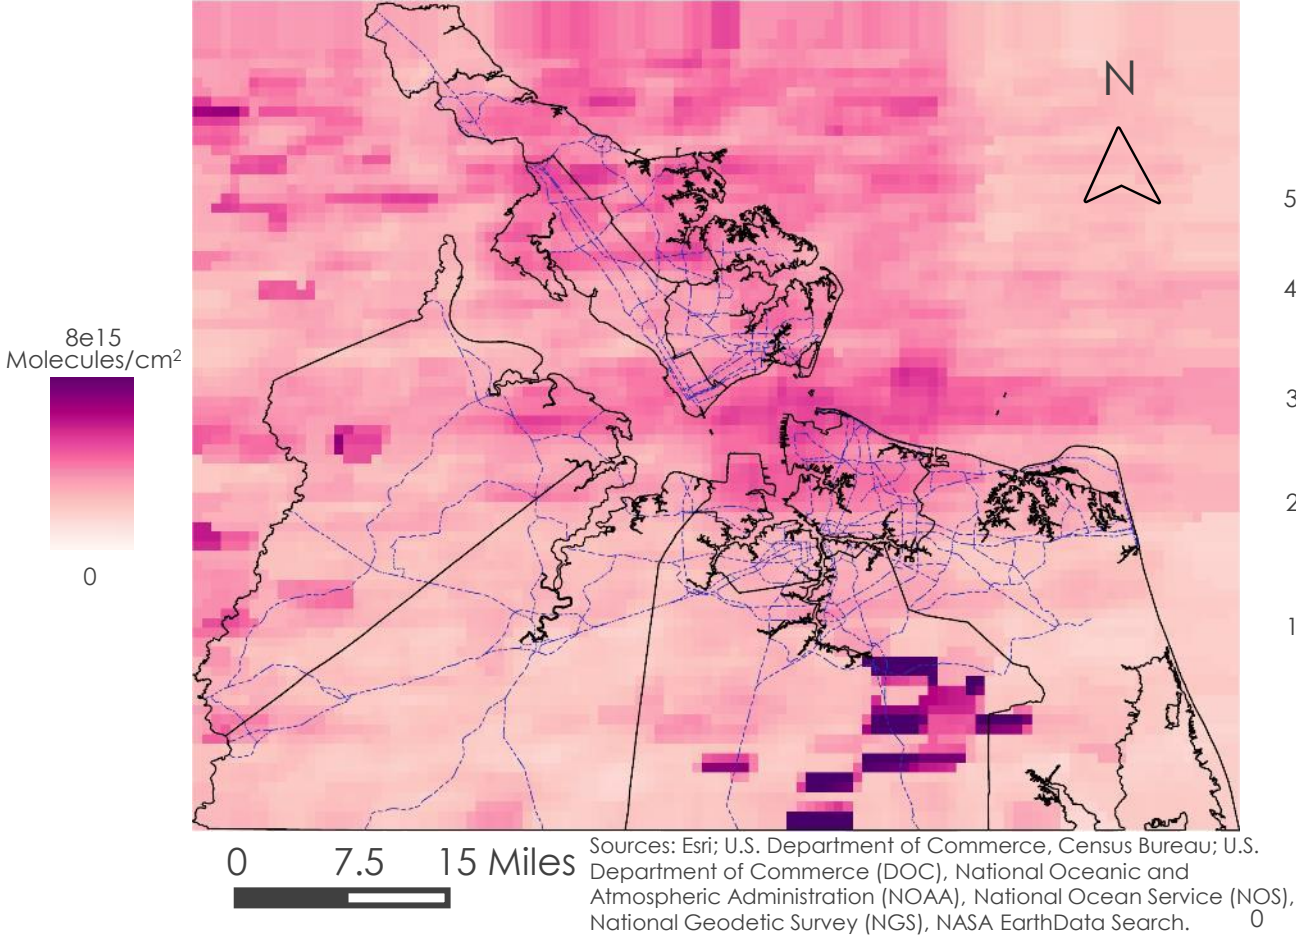 N
5
4
8e15
Molecules/cm²
3
2
0
1
0 7.5 15 Miles
Sources: Esri; U.S. Department of Commerce, Census Bureau; U.S.
Department of Commerce (DOC), National Oceanic and
Atmospheric Administration (NOAA), National Ocean Service (NOS),
National Geodetic Survey (NGS), NASA EarthData Search.
0